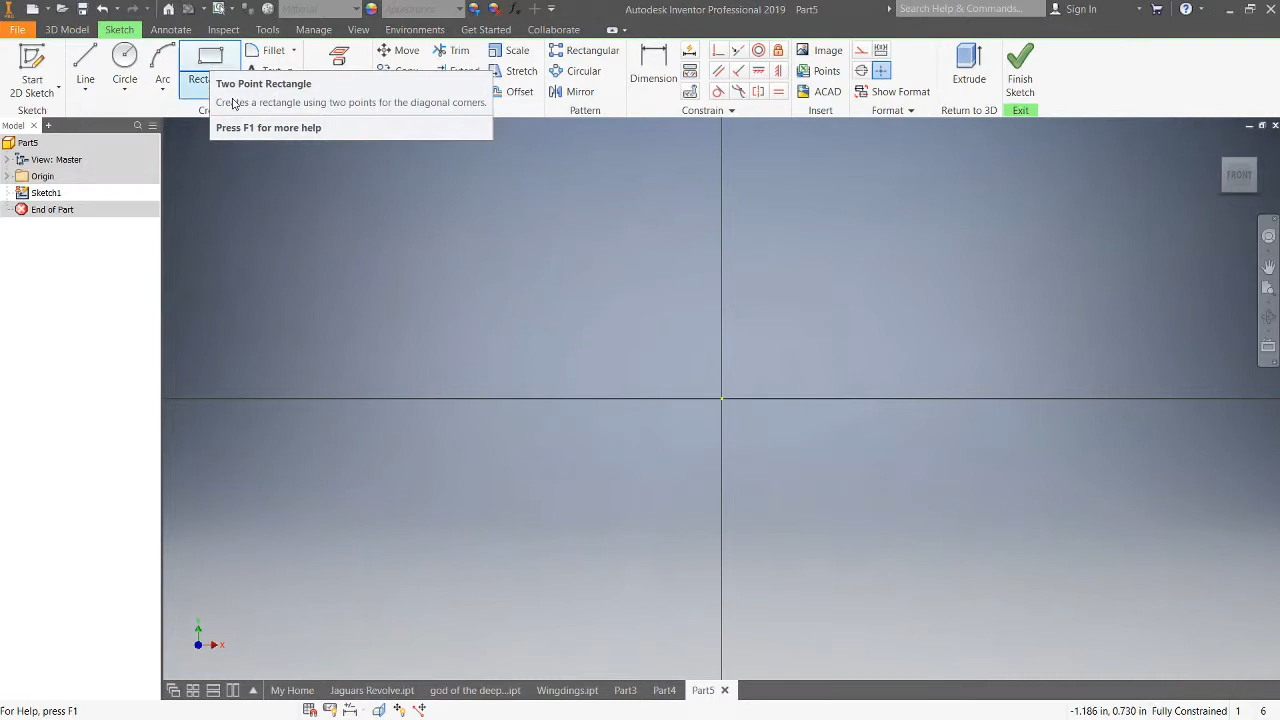 Material
Appearance
Autodesk Inventor Professional 2019 Part5
Search Help & Commands...
Sign In
File
3D Model
Sketch
Annotate
Inspect
Tools
Manage
View
Environments
Get Started
Collaborate
Start
2D Sketch
Line
Circle
Arc
Fillet
Move
Trim
Scale
Stretch
Offset
Rectangular
Circular
Mirror
Dimension
Image
Points
ACAD
Show Format
Extrude
Finish
Sketch
Sketch
Pattern
Constrain
Insert
Format
Return to 3D
Exit
Two Point Rectangle
Creates a rectangle using two points for the diagonal corners.
Press F1 for more help
Model
Part5
View: Master
Origin
Sketch1
End of Part
FRONT
Y
X
My Home
Jaguars Revolve.ipt
god of the deep...ipt
Wingdings.ipt
Part3
Part4
Part5
For Help, press F1
-1.186 in, 0.730 in
Fully Constrained
1
6